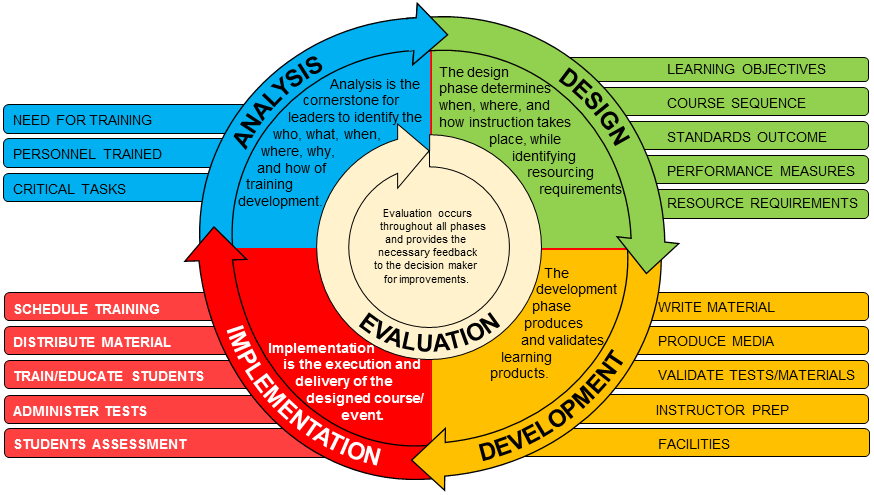 ANALYSIS
Analysis is the
cornerstone for
leaders to identify the
who, what, when,
where, why,
and how of
training
development.
NEED FOR TRAINING
PERSONNEL TRAINED
CRITICAL TASKS
DESIGN
The design
phase determines
when, where, and
how instruction takes
place, while
identifying
resourcing
requirements.
LEARNING OBJECTIVES
COURSE SEQUENCE
STANDARDS OUTCOME
PERFORMANCE MEASURES
RESOURCE REQUIREMENTS
Evaluation occurs
throughout all phases
and provides the
necessary feedback
to the decision maker
for improvements.
EVALUATION
IMPLEMENTATION
Implementation
is the execution and
delivery of the
designed course/
event.
SCHEDULE TRAINING
DISTRIBUTE MATERIAL
TRAIN/EDUCATE STUDENTS
ADMINISTER TESTS
STUDENTS ASSESSMENT
DEVELOPMENT
The
development
phase
produces
and validates
learning
products.
WRITE MATERIAL
PRODUCE MEDIA
VALIDATE TESTS/MATERIALS
INSTRUCTOR PREP
FACILITIES